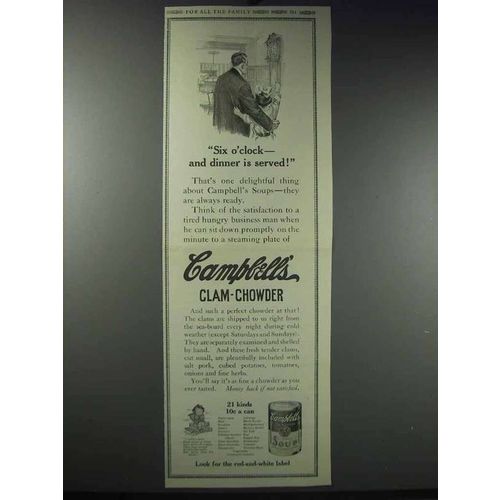 FOR ALL THE FAMILY
"Six o'clock—
and dinner is served!"
That's one delightful thing
about Campbell's Soups—they
are always ready.
Think of the satisfaction to a
tired hungry business man when
he can sit down promptly on the
minute to a steaming plate of
Campbell's
CLAM-CHOWDER
And such a perfect chowder at that!
The clams are shipped to us right from
the sea-board every night during cold
weather (except Saturdays and Sundays).
They are separately examined and shelled
by hand. And these fresh tender clams,
cut small, are plentifully included with
salt pork, cubed potatoes, tomatoes,
onions and fine herbs.
You'll say it's as fine a chowder as you
ever tasted. Money back if not satisfied.
21 kinds
10c a can
Campbell's
SOUP
Look for the red-and-white label